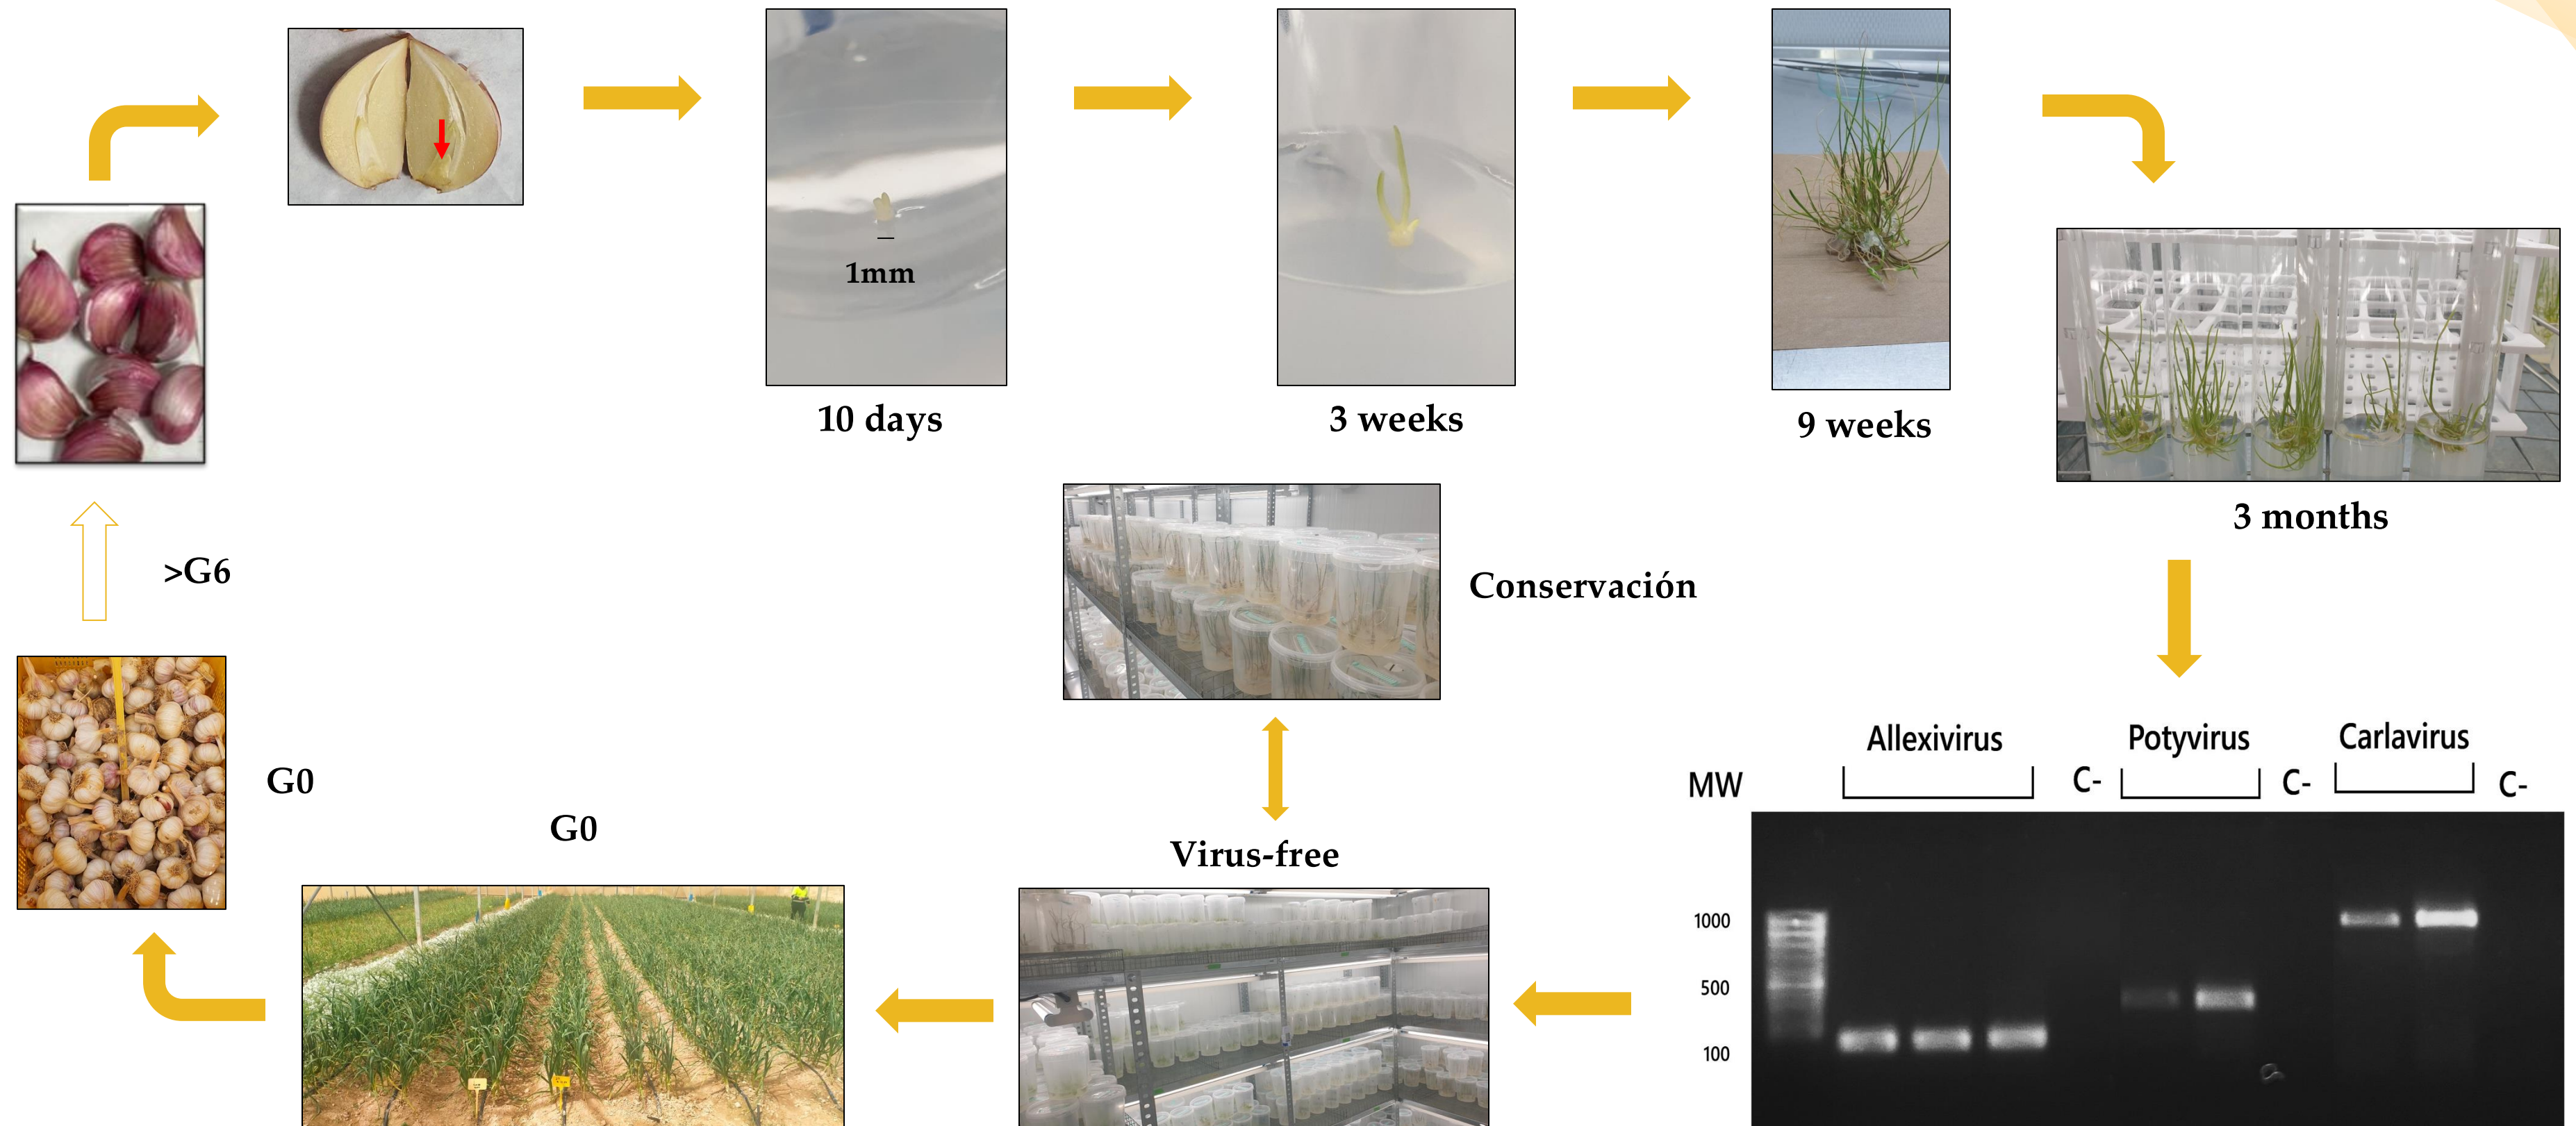 1mm
10 days
3 weeks
9 weeks
3 months
Conservación
>G6
G0
G0
Virus-free
Allexivirus
Potyvirus
Carlavirus
MW
C-
C-
C-
1000
500
100